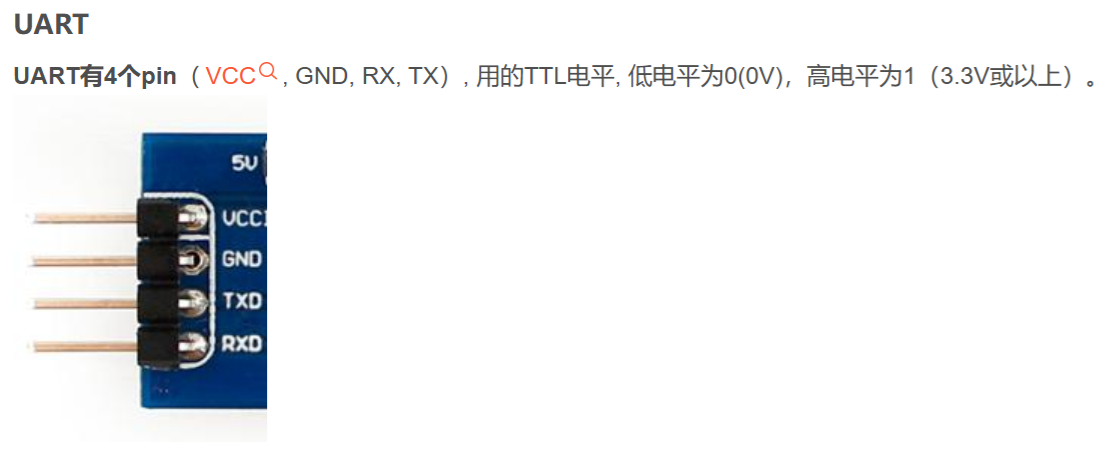 UART
UART有4个pin（ VCC , GND, RX, TX）, 用的TTL电平, 低电平为0(0V)，高电平为1（3.3V或以上）。
5V
VCC
GND
TXD
RXD